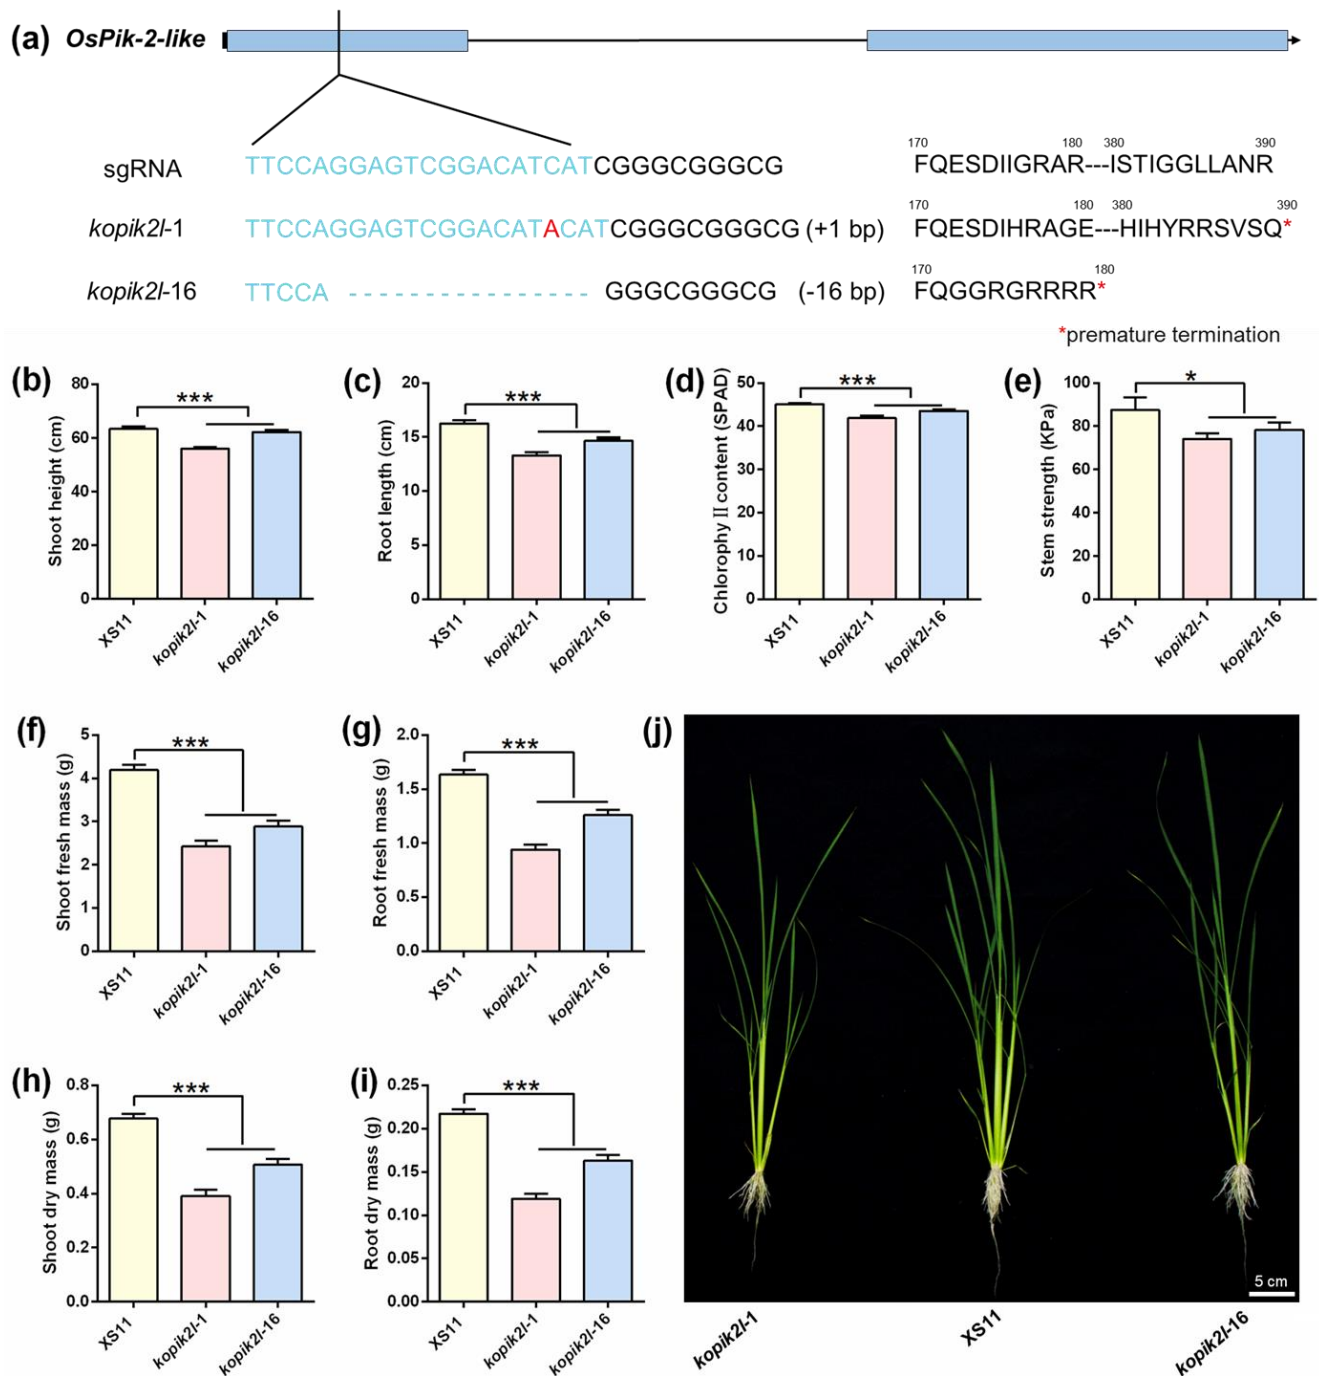 (a) OsPik-2-like
170 180 380 390
sgRNA TTCCAGGAGTCGGACATCATCGGGCGGGCG FQESDIIGRAR---ISTIGGLLANR
170 180 380 390
kopik2l-1 TTCCAGGAGTCGGACATACATCGGGCGGGCG (+1 bp) FQESDIHRAGE---HIHYRRSVSQ*
170 180
kopik2l-16 TTCCA - - - - - - - - - - - - - - - - GGGCGGGCG (-16 bp) FQGGRGRRRR*
*premature termination
(b)
Shoot height (cm)
80
60
40
20
0
***
XS11
kopik2l-1
kopik2l-16
(c)
Root length (cm)
20
15
10
5
0
***
XS11
kopik2l-1
kopik2l-16
(d)
Chlorophy II content (SPAD)
50
40
30
20
10
0
***
XS11
kopik2l-1
kopik2l-16
(e)
Stem strength (KPa)
100
80
60
40
20
0
*
XS11
kopik2l-1
kopik2l-16
(f)
Shoot fresh mass (g)
5
4
3
2
1
0
***
XS11
kopik2l-1
kopik2l-16
(g)
Root fresh mass (g)
2.0
1.5
1.0
0.5
0.0
***
XS11
kopik2l-1
kopik2l-16
(h)
Shoot dry mass (g)
0.8
0.6
0.4
0.2
0.0
***
XS11
kopik2l-1
kopik2l-16
(i)
Root dry mass (g)
0.25
0.20
0.15
0.10
0.05
0.00
***
XS11
kopik2l-1
kopik2l-16
(j)
5 cm
kopik2l-1
XS11
kopik2l-16